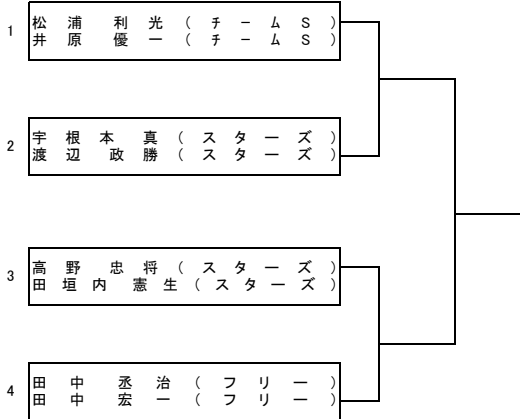 1
松浦 利光(チームS)
井原 優一(チームS)
2
宇根本 真(スターズ)
渡辺 政勝(スターズ)
3
高野 忠将(スターズ)
田垣内 憲生(スターズ)
4
田中 丞治(フリー)
田中 宏一(フリー)